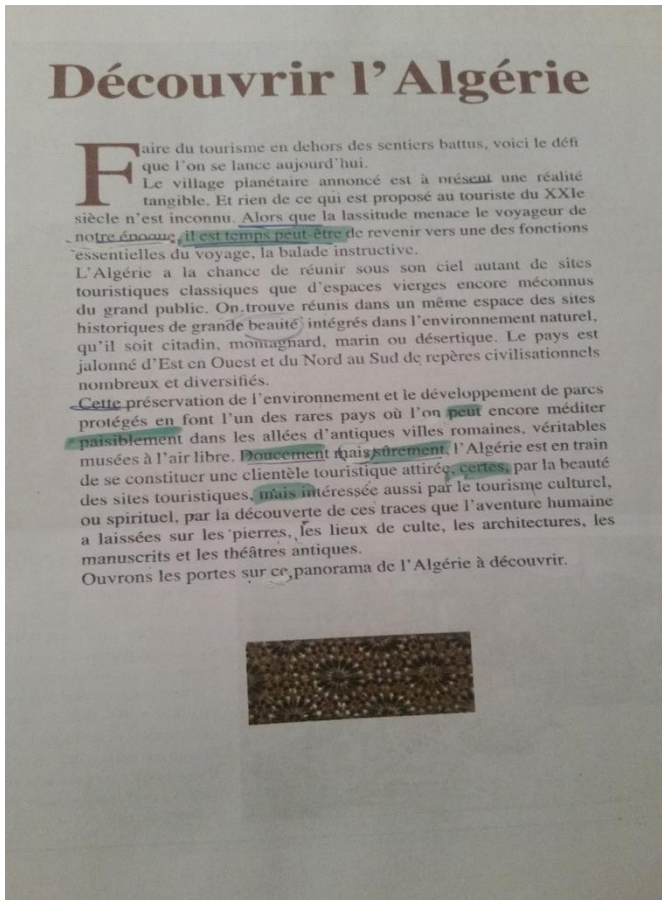 Découvrir l'Algérie
Faire du tourisme en dehors des sentiers battus, voici le défi
que l'on se lance aujourd'hui.
Le village planétaire annoncé est à présent une réalité
tangible. Et rien de ce qui est proposé au touriste du XXIe
siècle n'est inconnu. Alors que la lassitude menace le voyageur de
notre époque, il est temps peut-être de revenir vers une des fonctions
essentielles du voyage, la balade instructive.
L'Algérie a la chance de réunir sous son ciel autant de sites
touristiques classiques que d'espaces vierges encore méconnus
du grand public. On trouve réunis dans un même espace des sites
historiques de grande beauté intégrés dans l'environnement naturel,
qu'il soit citadin, montagnard, marin ou désertique. Le pays est
jalonné d'Est en Ouest et du Nord au Sud de repères civilisationnels
nombreux et diversifiés.
Cette préservation de l'environnement et le développement de parcs
protégés en font l'un des rares pays où l'on peut encore méditer
paisiblement dans les allées d'antiques villes romaines, véritables
musées à l'air libre. Doucement mais sûrement, l'Algérie est en train
de se constituer une clientèle touristique attirée, certes, par la beauté
des sites touristiques, mais intéressée aussi par le tourisme culturel,
ou spirituel, par la découverte de ces traces que l'aventure humaine
a laissées sur les pierres, les lieux de culte, les architectures, les
manuscrits et les théâtres antiques.
Ouvrons les portes sur ce panorama de l'Algérie à découvrir.